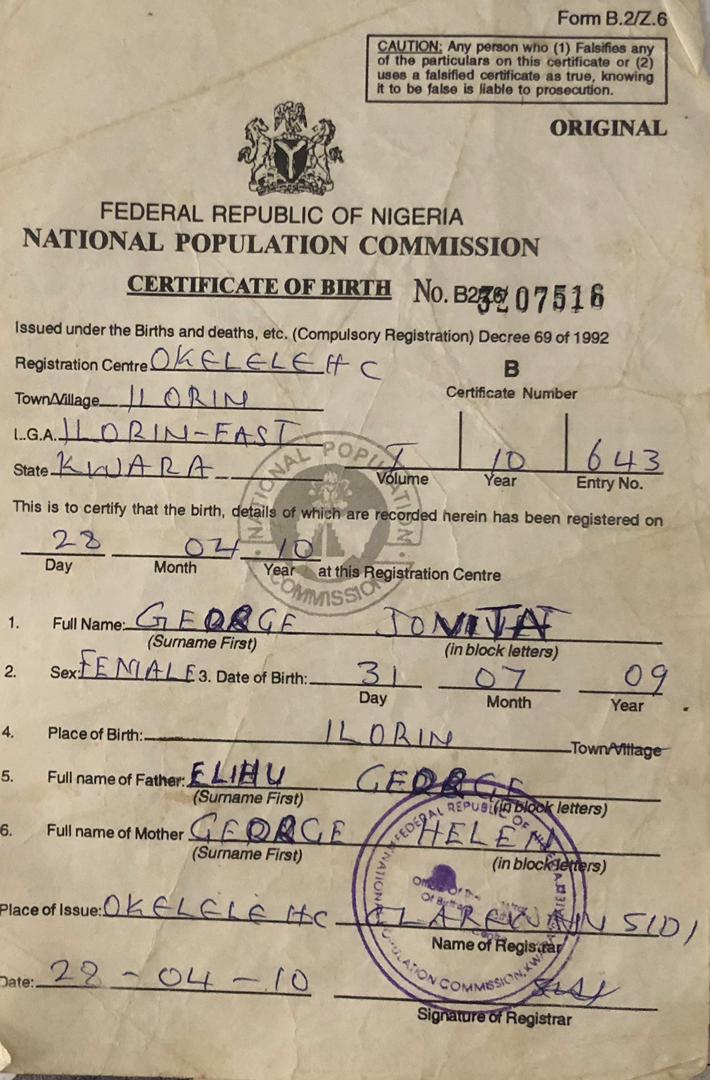 Form B.2/Z.6
CAUTION: Any person who (1) Falsifies any
of the particulars on this certificate or (2)
uses a falsified certificate as true, knowing
it to be false is liable to prosecution.
ORIGINAL
FEDERAL REPUBLIC OF NIGERIA
NATIONAL POPULATION COMMISSION
CERTIFICATE OF BIRTH No. 07516
Issued under the Births and deaths, etc. (Compulsory Registration) Decree 69 of 1992
Registration Centre OKELELE HC
B
Certificate Number
Town/Village ILORIN
L.G.A. ILORIN-EAST
State KWARA
10 643
Volume Year Entry No.
NATIONAL POPULATION COMMISSION
This is to certify that the birth, details of which are recorded herein has been registered on
28 04 10
Day Month Year at this Registration Centre
1. Full Name: GEORGE JOVITA
(Surname First) (in block letters)
2. Sex: FEMALE 3. Date of Birth: 31 07 09
Day Month Year
4. Place of Birth: ILORIN Town/Village
5. Full name of Father: ELIHU GEORGE
(Surname First) (in block letters)
6. Full name of Mother GEORGE HELEN
(Surname First) (in block letters)
Place of Issue: OKELELE HC
Name of Registrar
Date: 28-04-10
Signature of Registrar